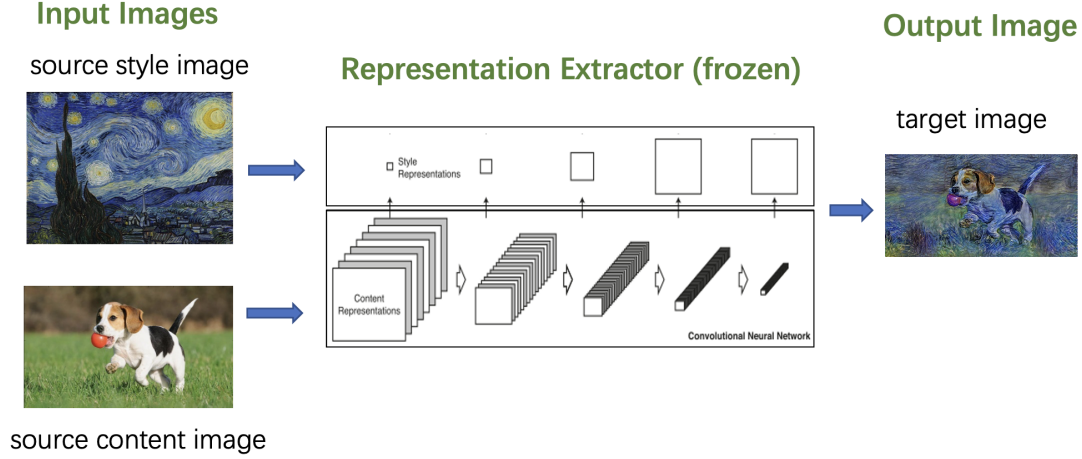 Input Images
source style image
Representation Extractor (frozen)
Output Image
target image
Style
Representations
Content
Representations
Convolutional Neural Network
source content image